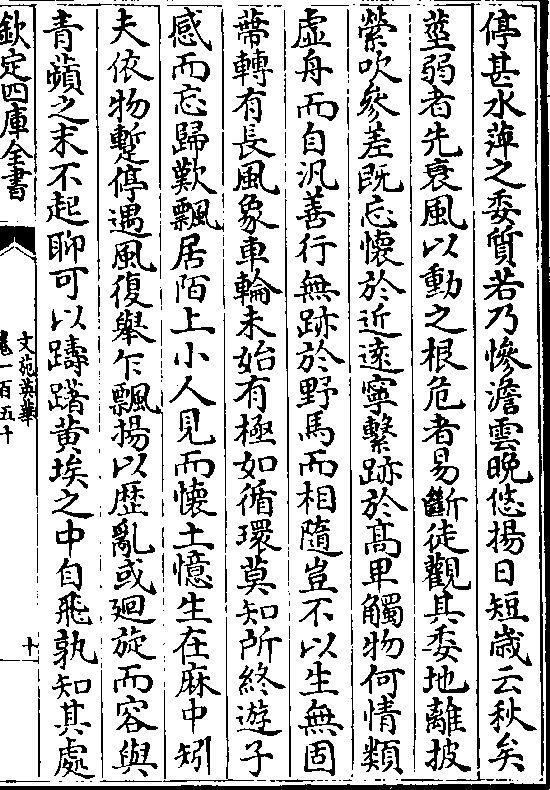 停甚水萍之委質若乃慘澹雲晩悠揚日短歳云秋矣
莖弱者先衰風以動之根危者易斷徒觀其委地離披
縈吹參差既忘懷於近逺寧繫跡於髙卑觸物何情類
虚舟而自汎善行無跡於野馬而相隨豈不以生無固
蔕轉有長風象車輪未始有極如循環莫知所終遊子
感而忘歸歎飄居陌上小人見而懷土憶生在麻中矧
夫依物暫停遇風復舉乍飄揚以歴亂或廻旋而容與
青蘋之末不起聊可以躊躇黄埃之中自飛孰知其處
欽定四庫全書
文苑英華
卷一百五十
十